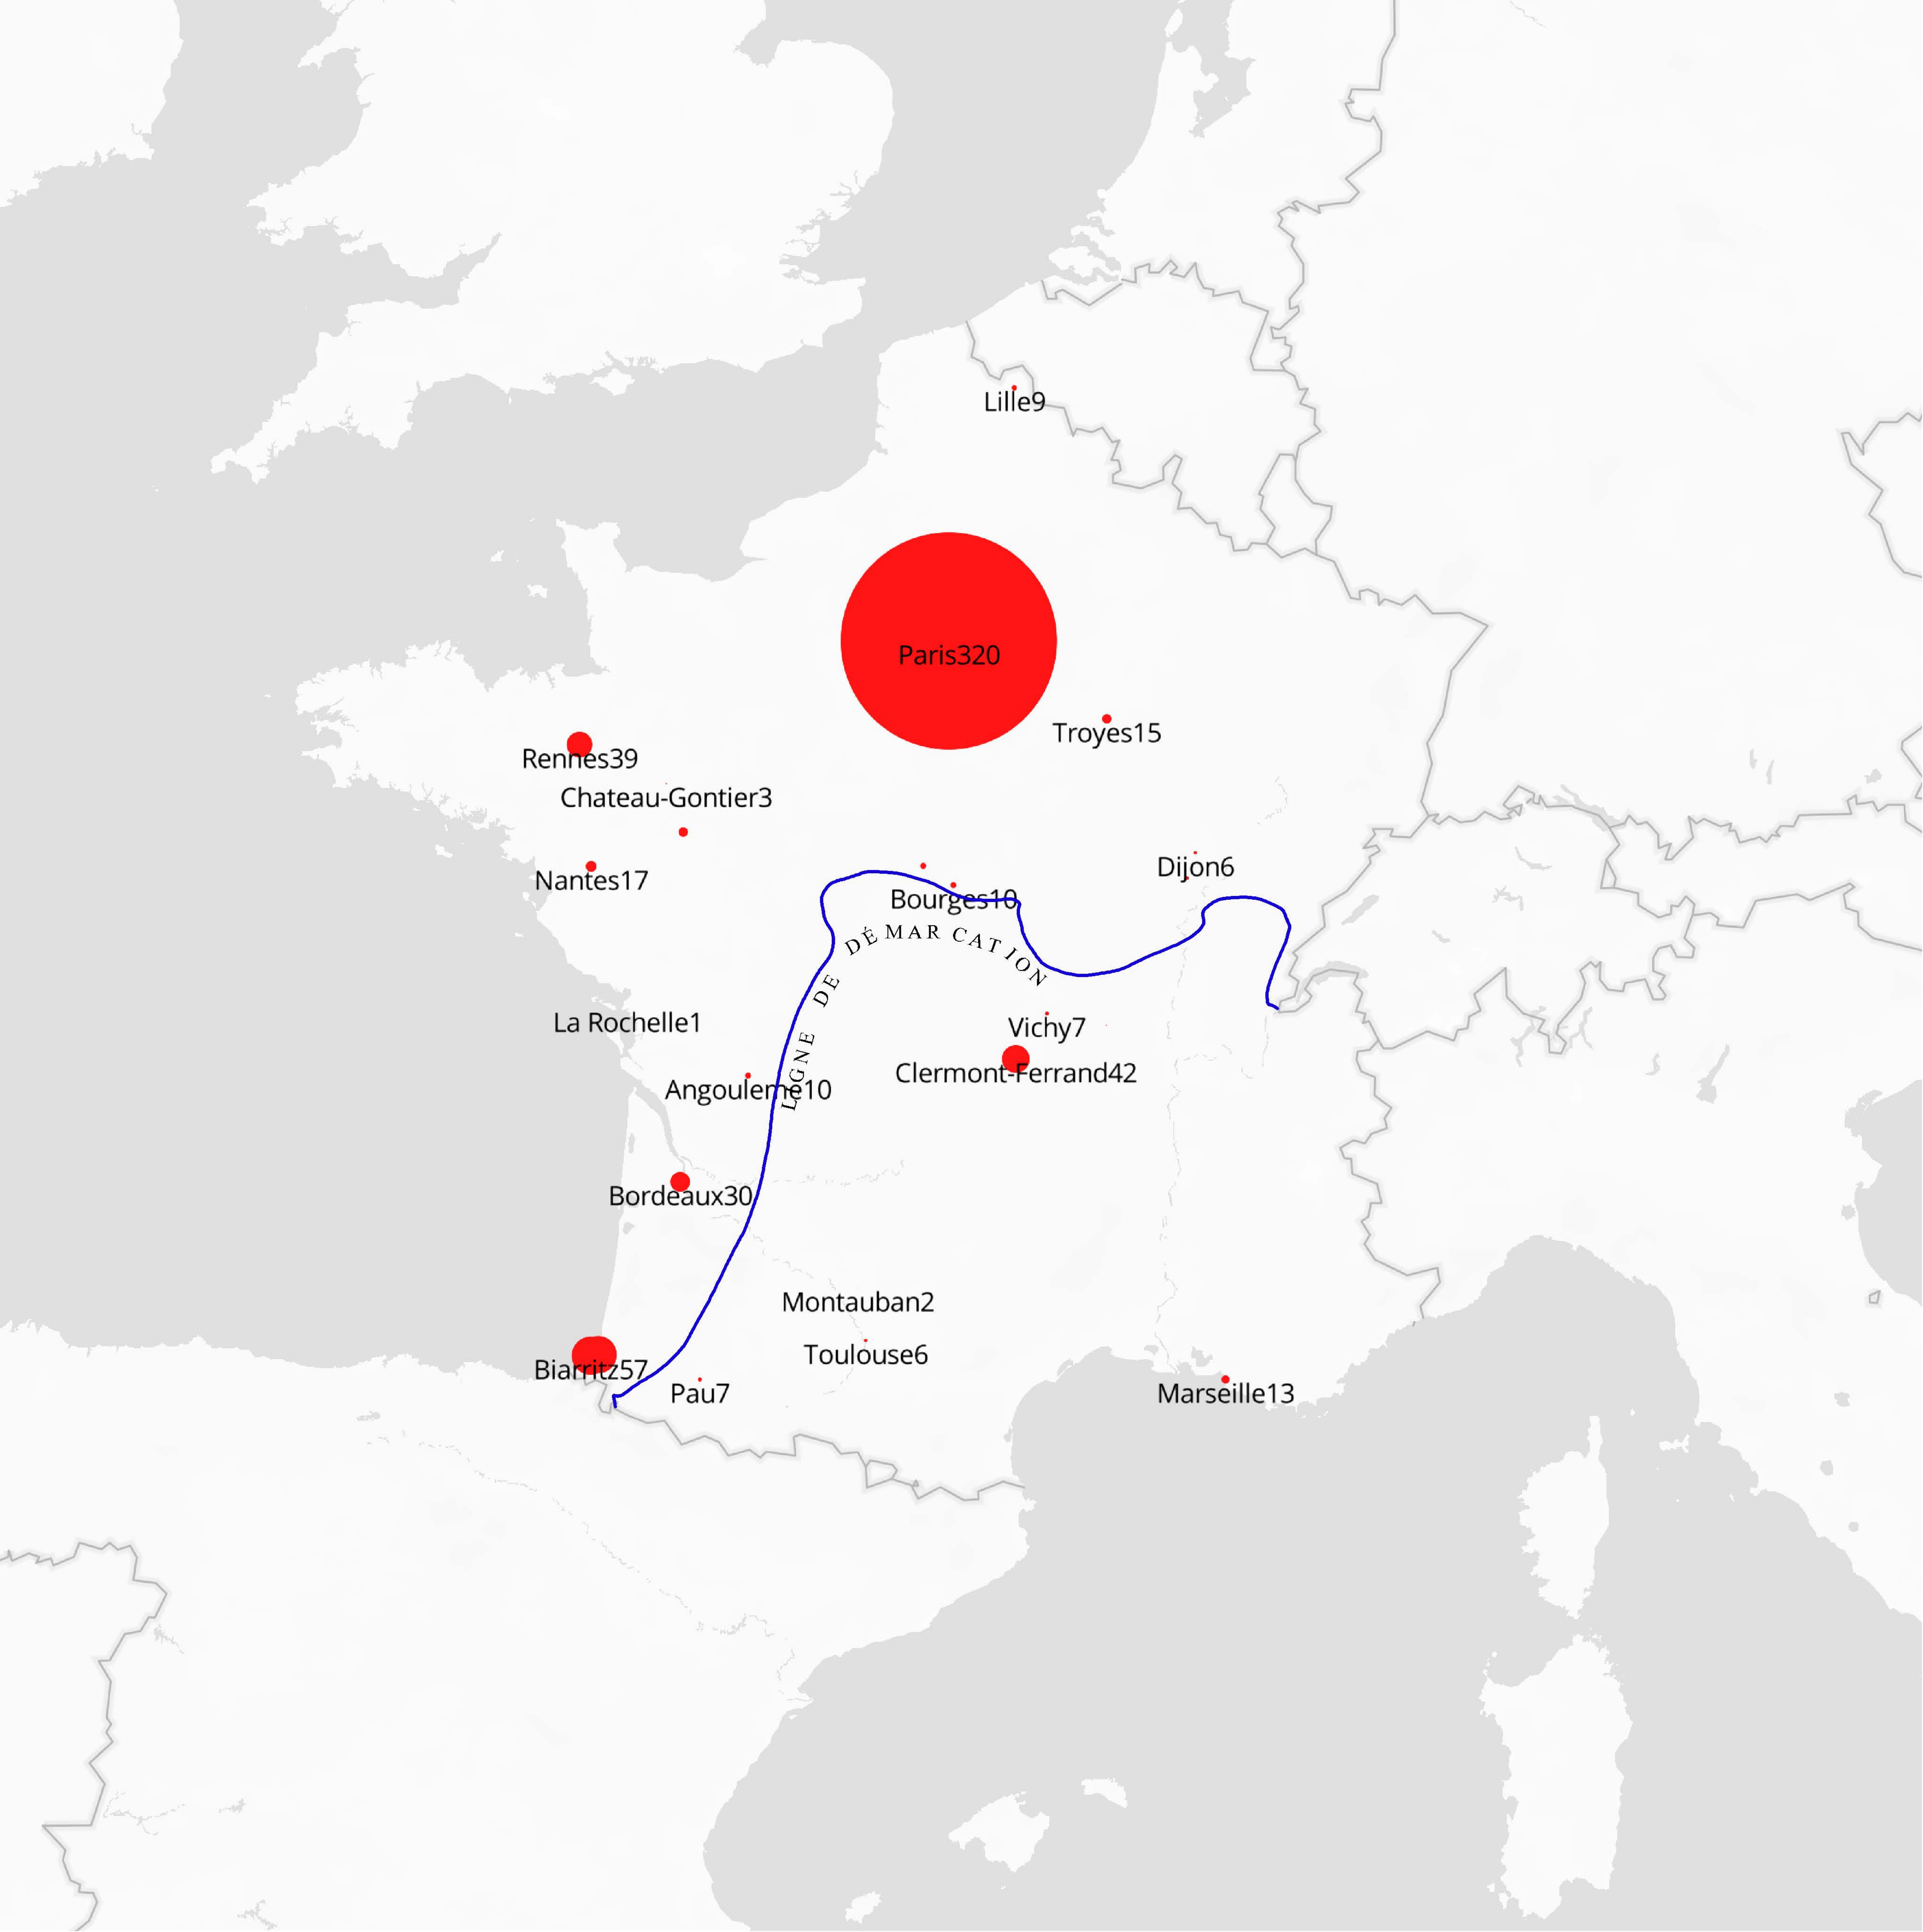 Lille9
Paris320
Troyes15
Rennes39
Chateau-Gontier3
Dijon6
Nantes17
Bourges10
LIGNE DE DÉMARCATION
La Rochelle1
Vichy7
Clermont-Ferrand42
Angouleme10
Bordeaux30
Montauban2
Toulouse6
Biarritz57
Pau7
Marseille13